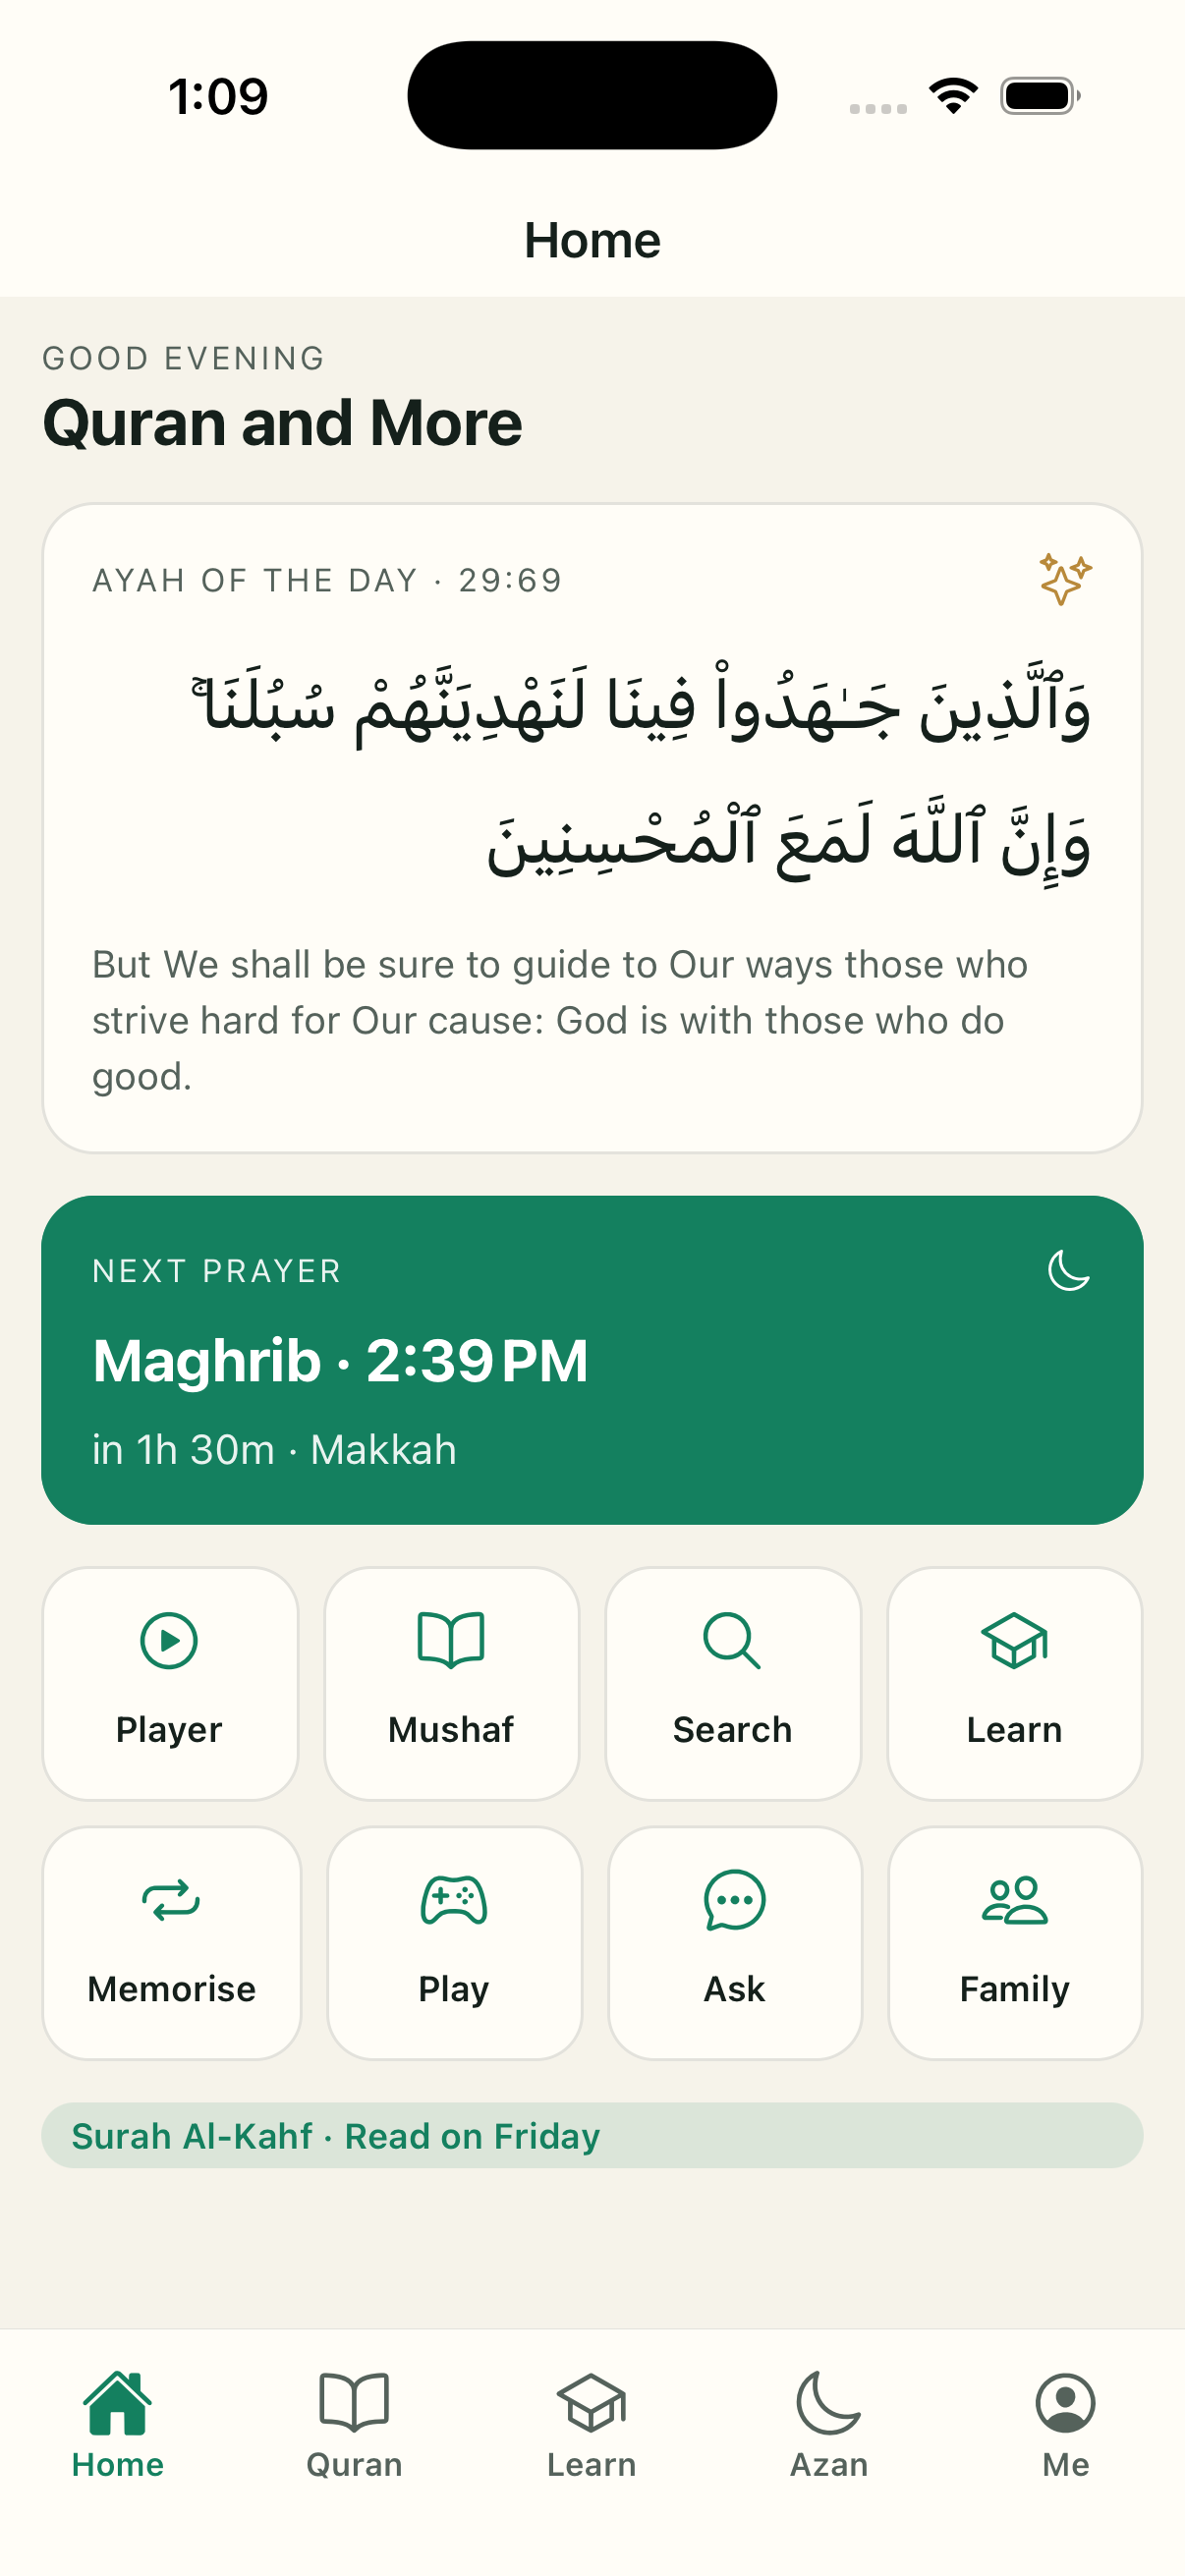 1:09
Home
GOOD EVENING
Quran and More
AYAH OF THE DAY · 29:69
وَٱلَّذِينَ جَـٰهَدُوا۟ فِينَا لَنَهْدِيَنَّهُمْ سُبُلَنَا ۚ
وَإِنَّ ٱللَّهَ لَمَعَ ٱلْمُحْسِنِينَ
But We shall be sure to guide to Our ways those who
strive hard for Our cause: God is with those who do
good.
NEXT PRAYER
Maghrib · 2:39 PM
in 1h 30m · Makkah
Player Mushaf Search Learn
Memorise Play Ask Family
Surah Al-Kahf · Read on Friday
Home Quran Learn Azan Me